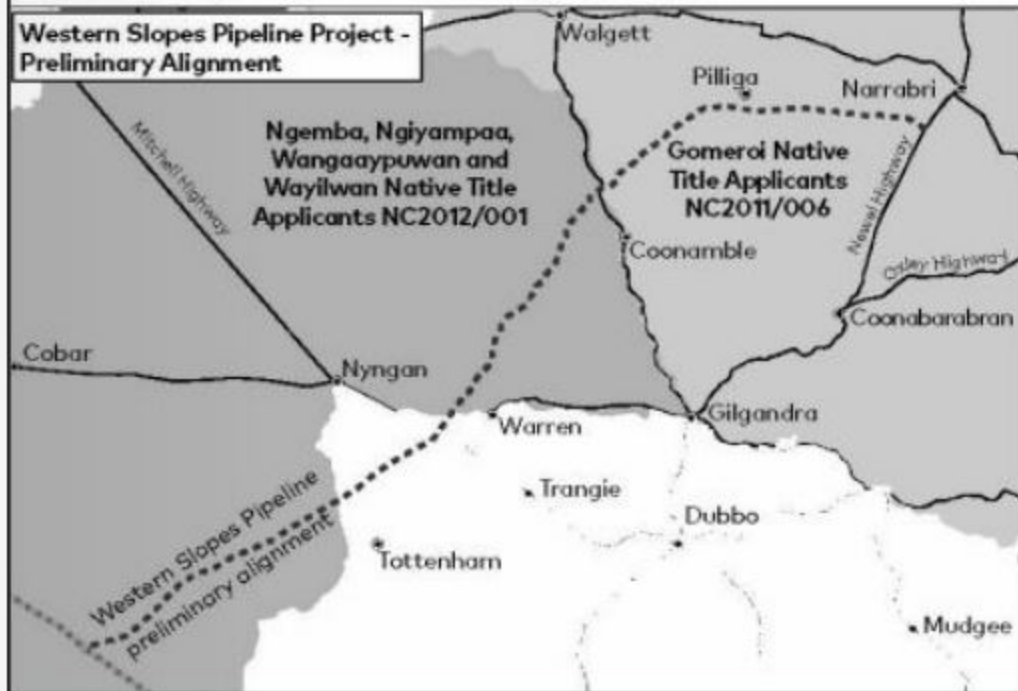 Western Slopes Pipeline Project -
Preliminary Alignment
Walgett
Pilliga
Narrabri
Mitchell Highway
Ngemba, Ngiyampaa,
Wangaaypuwan and
Wayilwan Native Title
Applicants NC2012/001
Gomeroi Native
Title Applicants
NC2011/006
Newel Highway
Coonamble
Oxley Highway
Coonabarabran
Cobar
Nyngan
Gilgandra
Warren
Trangie
Dubbo
Tottenham
Western Slopes Pipeline
preliminary alignment
Mudgee